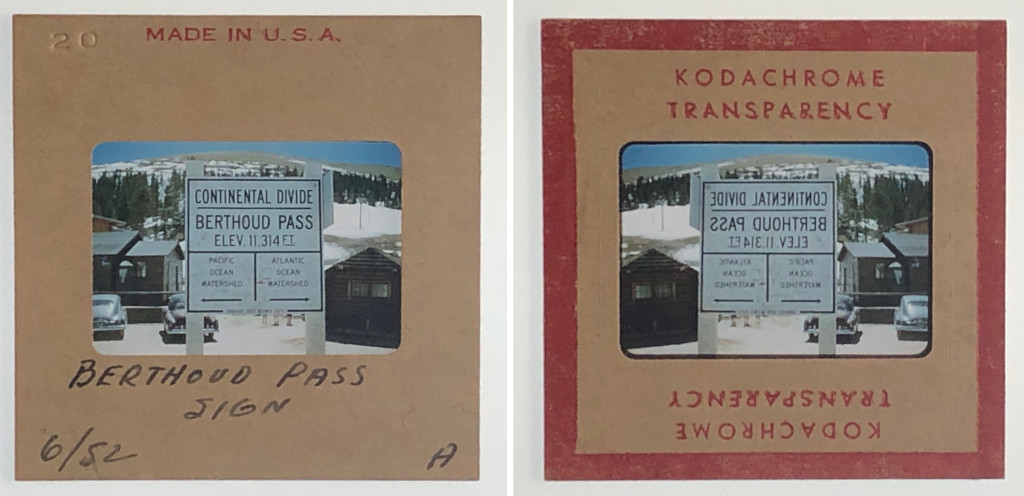 20 MADE IN U.S.A.
CONTINENTAL DIVIDE
BERTHOUD PASS
ELEV. 11,314 FT
PACIFIC
OCEAN
WATERSHED
ATLANTIC
OCEAN
WATERSHED
BERTHOUD PASS
SIGN
6/52 A
KODACHROME
TRANSPARENCY
CONTINENTAL DIVIDE
BERTHOUD PASS
ELEV. 11,314 FT
ATLANTIC
OCEAN
WATERSHED
PACIFIC
OCEAN
WATERSHED
TRANSPARENCY
KODACHROME